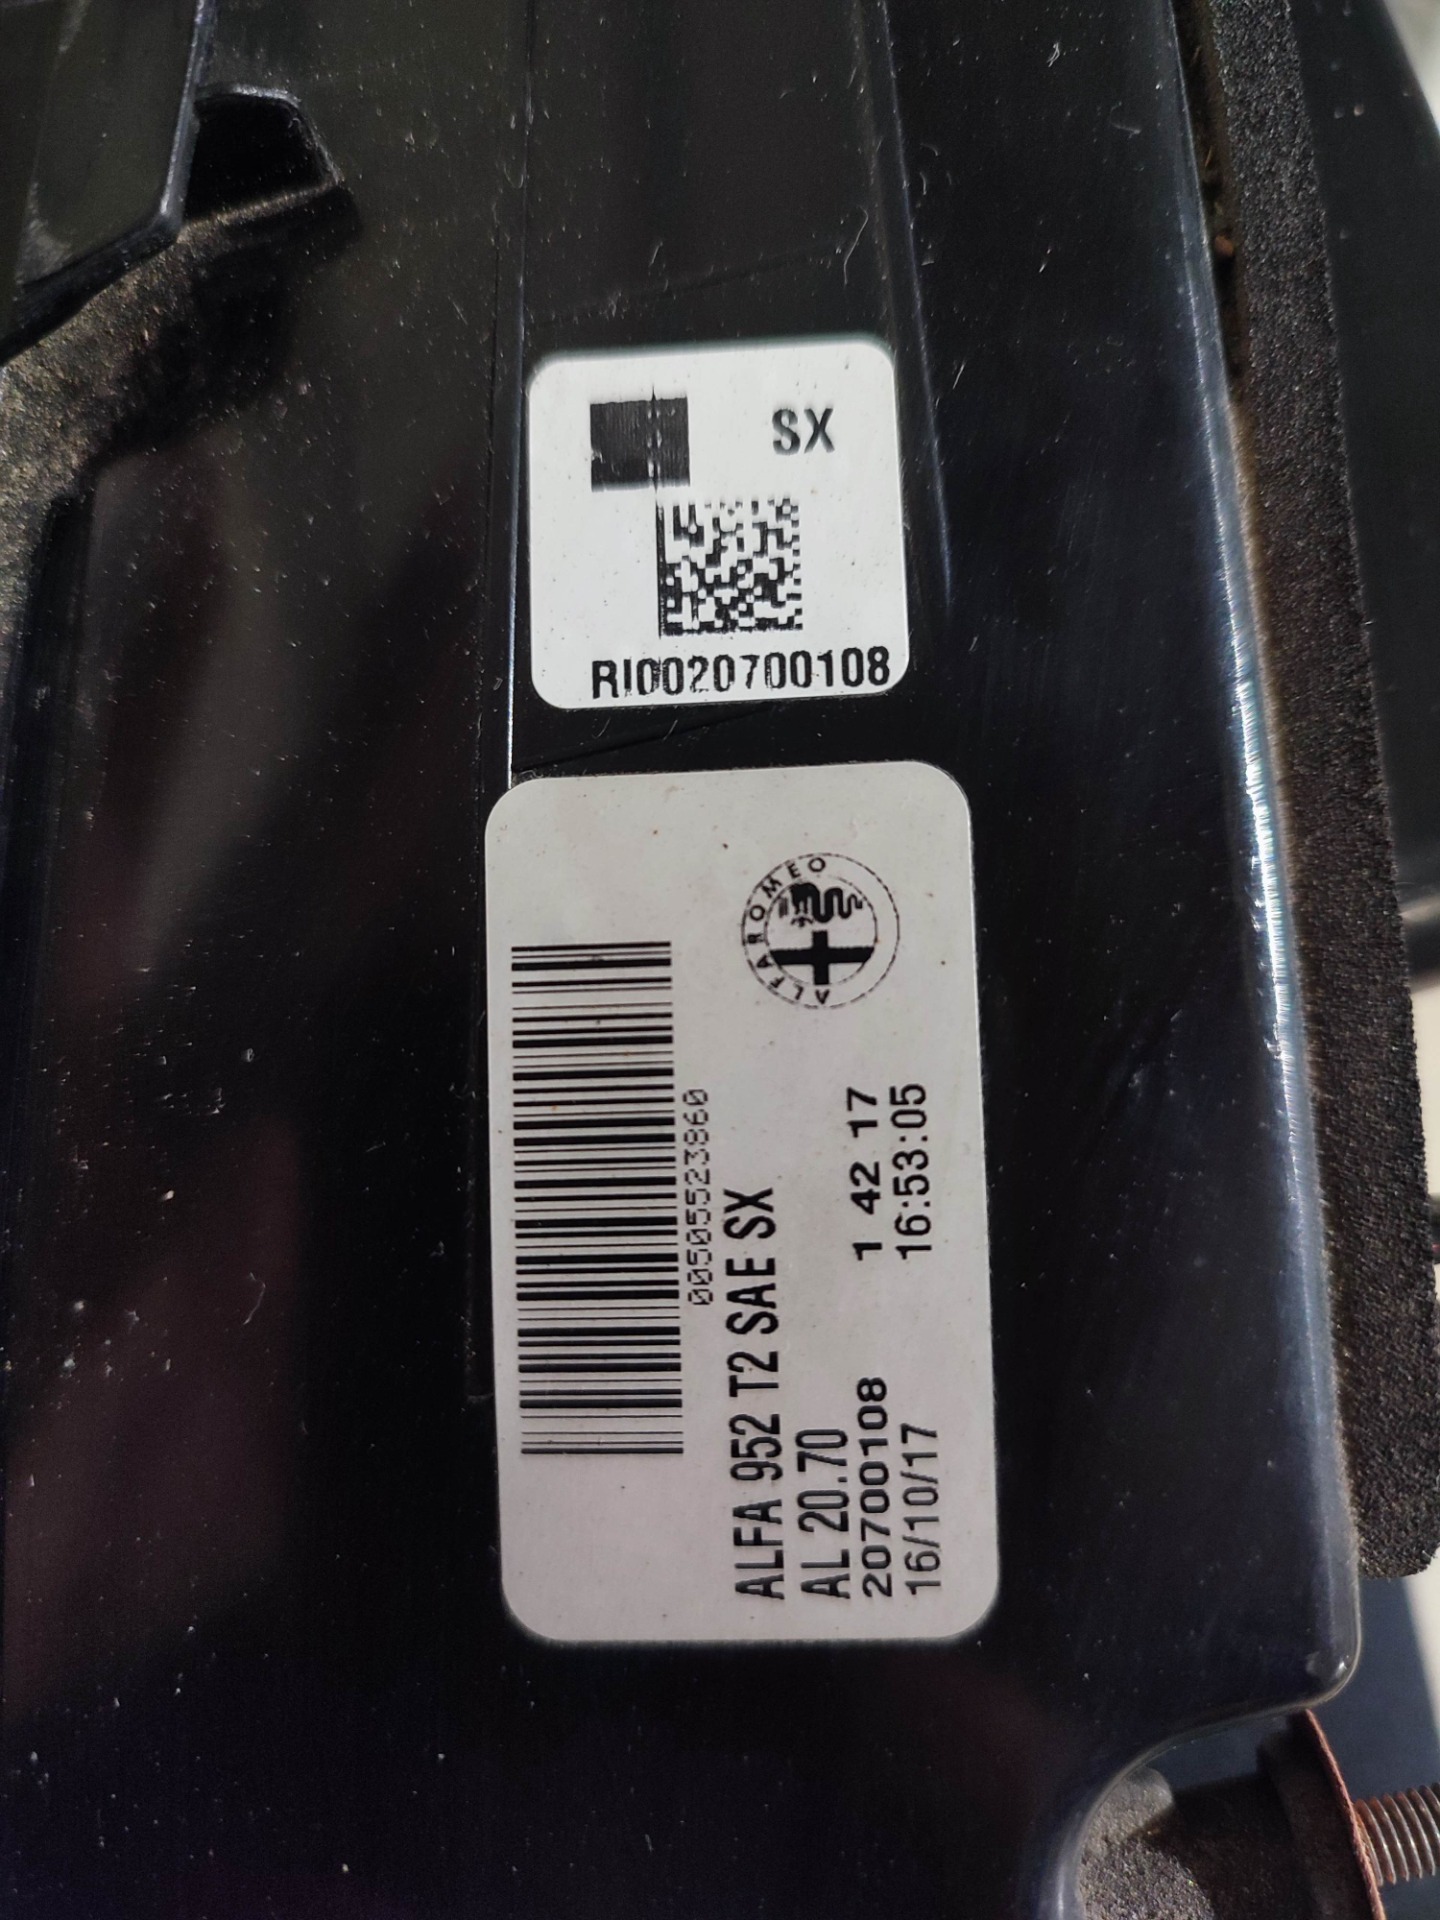 SX
RI0020700108
ALFA ROMEO
00505523860
ALFA 952 T2 SAE SX
AL 20.70
20700108 1 42 17
16/10/17 16:53:05